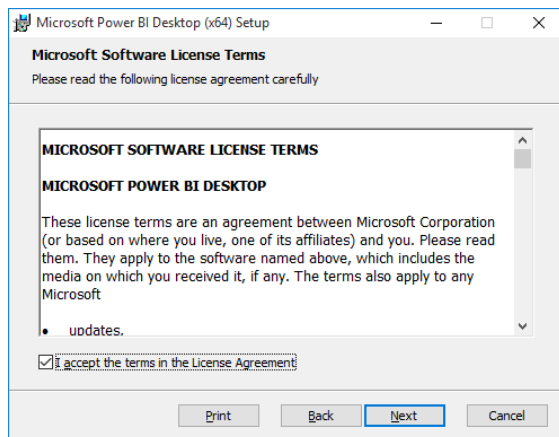 Microsoft Power BI Desktop (x64) Setup
Microsoft Software License Terms
Please read the following license agreement carefully
MICROSOFT SOFTWARE LICENSE TERMS
MICROSOFT POWER BI DESKTOP
These license terms are an agreement between Microsoft Corporation
(or based on where you live, one of its affiliates) and you. Please read
them. They apply to the software named above, which includes the
media on which you received it, if any. The terms also apply to any
Microsoft
• updates,
I accept the terms in the License Agreement
Print Back Next Cancel